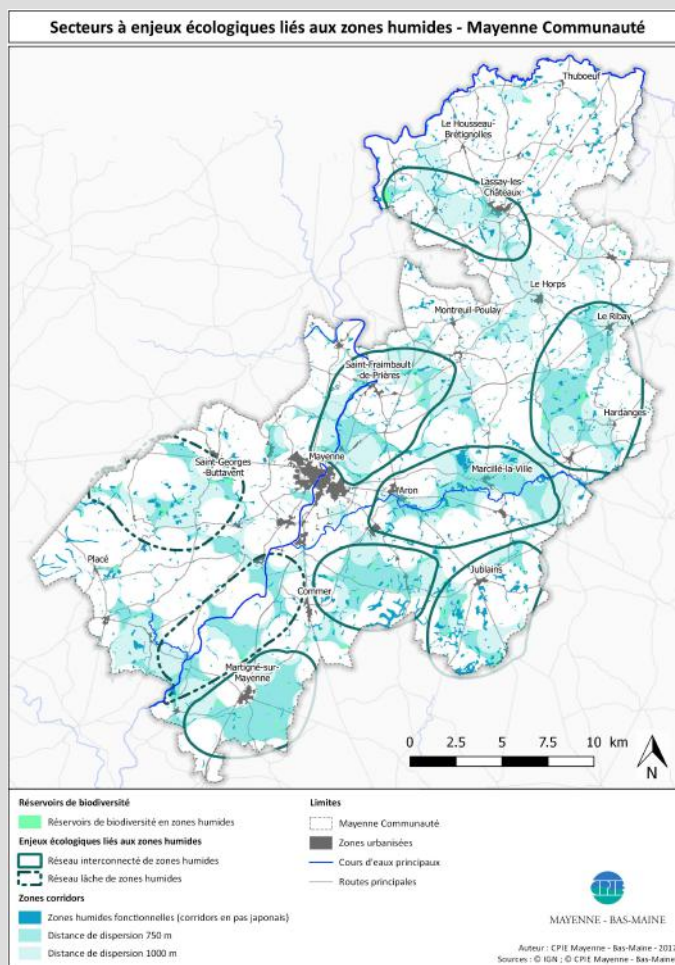 Secteurs à enjeux écologiques liés aux zones humides - Mayenne Communauté
Thuboeuf
Le Housseau-
Brétignolles
Lassay-les-
Châteaux
Le Horps
Montreuil-Poulay
Le Ribay
Saint-Fraimbault
-de-Prières
Hardanges
Mayenne
Saint-Georges
-Buttavent
Marcillé-la-Ville
Aron
Placé
Jublains
Commer
Martigné-sur-
Mayenne
0 2.5 5 7.5 10 km
N
Réservoirs de biodiversité
Réservoirs de biodiversité en zones humides
Enjeux écologiques liés aux zones humides
Réseau interconnecté de zones humides
Réseau lâche de zones humides
Zones corridors
Zones humides fonctionnelles (corridors en pas japonais)
Distance de dispersion 750 m
Distance de dispersion 1000 m
Limites
Mayenne Communauté
Zones urbanisées
Cours d'eaux principaux
Routes principales
CPIE
MAYENNE - BAS-MAINE
Auteur : CPIE Mayenne - Bas-Maine - 2017
Sources : © IGN ; © CPIE Mayenne - Bas-Maine